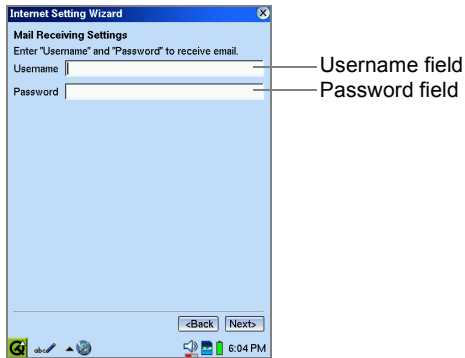 Internet Setting Wizard
Mail Receiving Settings
Enter "Username" and "Password" to receive email.
Username
Username field
Password
Password field
<Back Next>
abc 6:04 PM